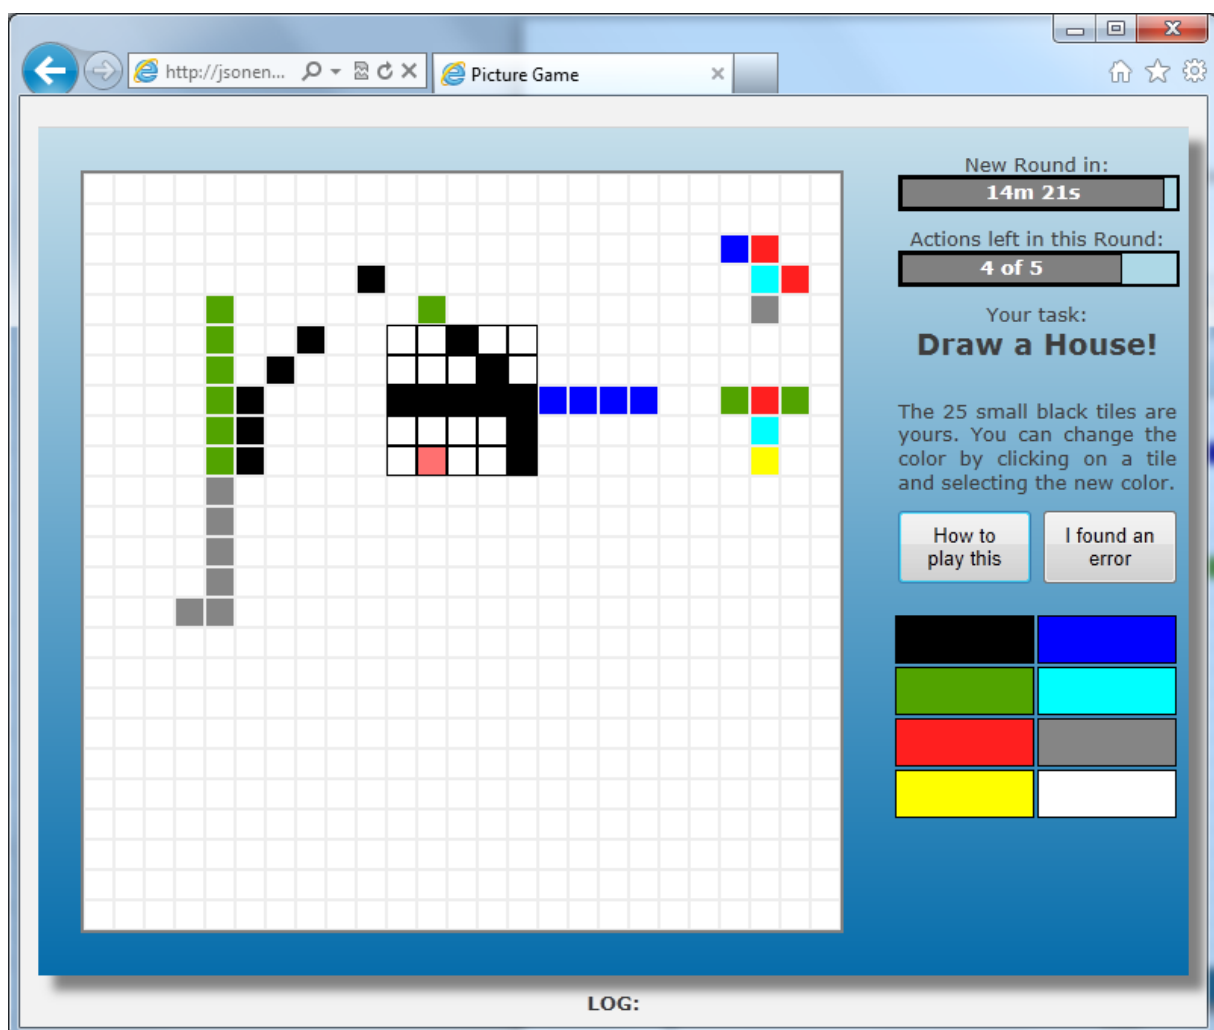 http://jsonen...
Picture Game
New Round in:
14m 21s
Actions left in this Round:
4 of 5
Your task:
Draw a House!
The 25 small black tiles are
yours. You can change the
color by clicking on a tile
and selecting the new color.
How to
play this
I found an
error
LOG: